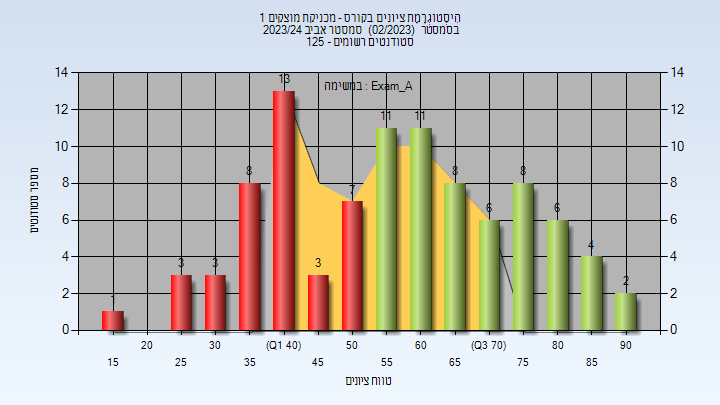 היסטוגרמת ציונים בקורס - מכניקת מוצקים 1
בסמסטר (02/2023) סמסטר אביב 2023/24
סטודנטים רשומים - 125
במשימה : Exam_A
14 14
12 12
10 10
8 8
6 6
4 4
2 2
0 0
1 3 3 8 13 3 7 11 11 8 6 8 6 4 2
מספר סטודנטים
20 30 (Q1 40) 50 60 (Q3 70) 80 90
15 25 35 45 55 65 75 85
טווח ציונים